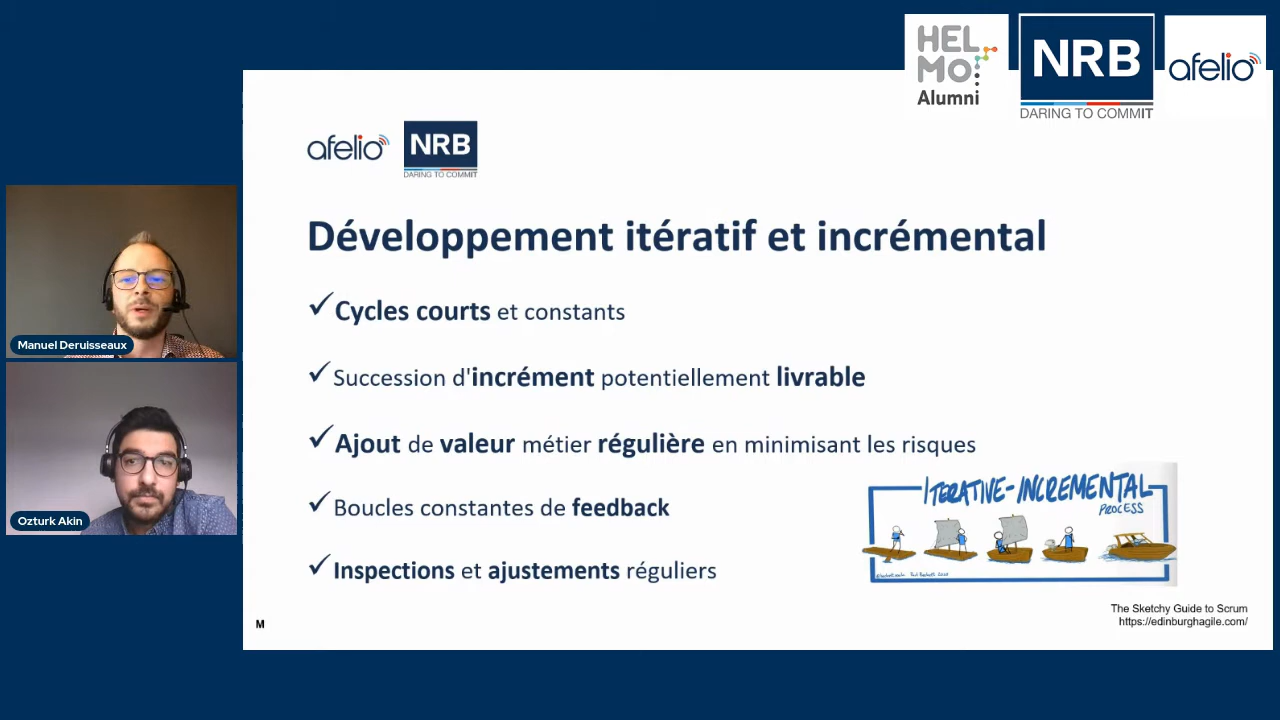 HEL
MO
Alumni
NRB
DARING TO COMMIT
afelio
afelio
NRB
DARING TO COMMIT
Développement itératif et incrémental
✓Cycles courts et constants
✓Succession d'incrément potentiellement livrable
✓Ajout de valeur métier régulière en minimisant les risques
✓Boucles constantes de feedback
✓Inspections et ajustements réguliers
ITERATIVE-INCREMENTAL
PROCESS
The Sketchy Guide to Scrum
https://edinburghagile.com/
M
Manuel Deruisseaux
Ozturk Akin